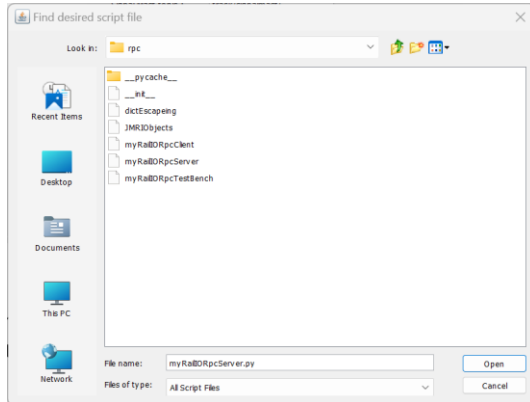 Find desired script file
Look in: rpc
__pycache__
__init__
dictEscapeing
JMRIObjects
myRailIORpcClient
myRailIORpcServer
myRailIORpcTestBench
Recent Items
Desktop
Documents
This PC
Network
File name: myRailIORpcServer.py Open
Files of type: All Script Files Cancel